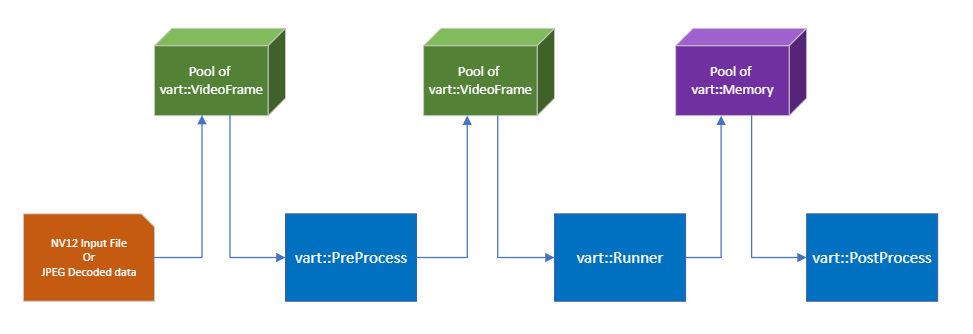 Pool of
vart::VideoFrame
Pool of
vart::VideoFrame
Pool of
vart::Memory
NV12 Input File
Or
JPEG Decoded data
vart::PreProcess
vart::Runner
vart::PostProcess